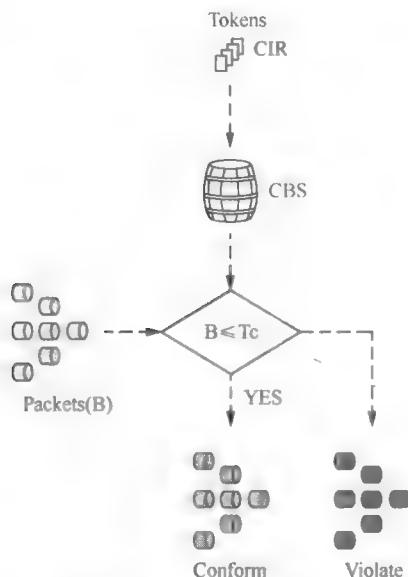 Tokens
CIR
CBS
B≤Tc
Packets(B)
YES
Conform
Violate